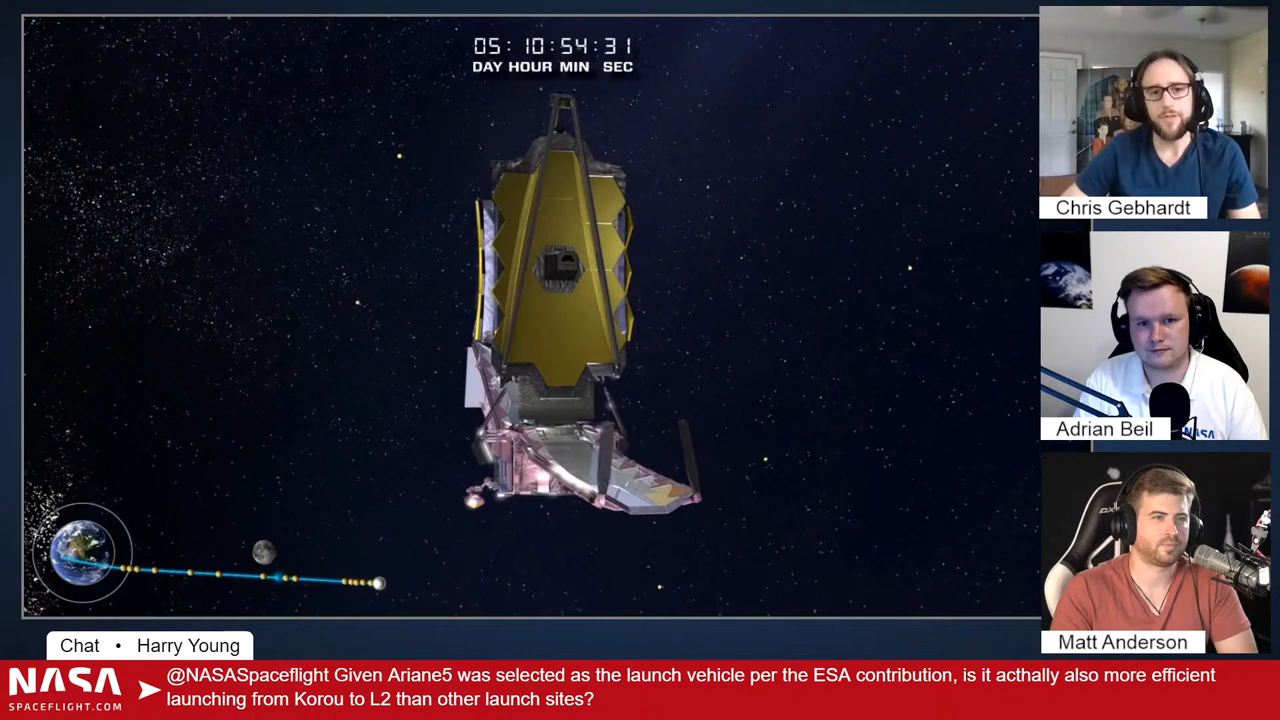 05:10:54:31
DAY HOUR MIN SEC
Chris Gebhardt
Adrian Beil
NASA
Matt Anderson
Chat • Harry Young
NASA
SPACEFLIGHT.COM
@NASASpaceflight Given Ariane5 was selected as the launch vehicle per the ESA contribution, is it acthally also more efficient
launching from Korou to L2 than other launch sites?